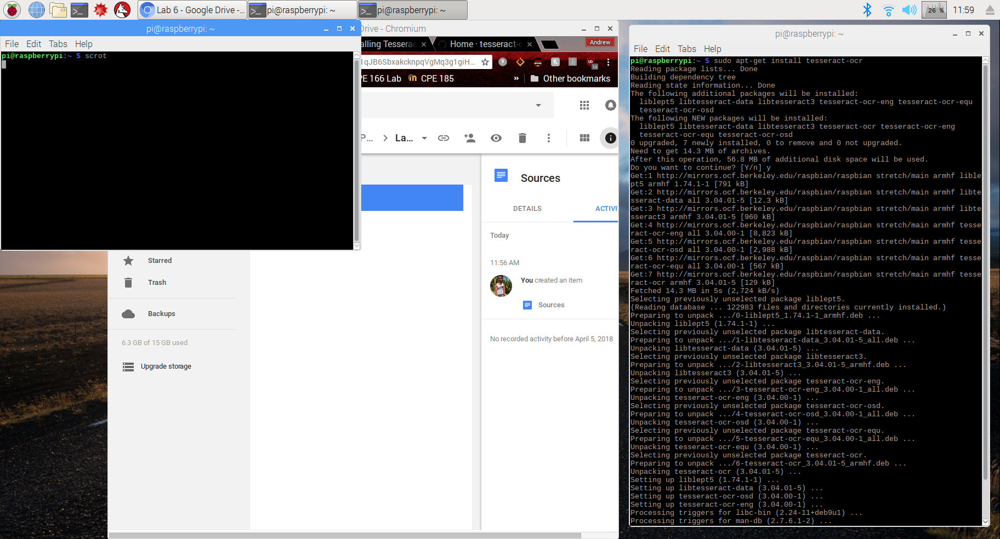 Lab 6 - Google Drive -...
pi@raspberrypi: ~
pi@raspberrypi: ~
26 %
11:59
pi@raspberrypi: ~
File Edit Tabs Help
pi@raspberrypi:~ $ scrot
Drive - Chromium
alling Tesserac
Home · tesseract-o
Andrew
1qJB6SbxakcknpqVgMq3g1giH...
13
PE 166 Lab
CPE 185
»
Other bookmarks
P...
La...
Sources
DETAILS
ACTIVI
Today
11:56 AM
You created an item
Sources
No recorded activity before April 5, 2018
Starred
Trash
Backups
6.3 GB of 15 GB used
Upgrade storage
pi@raspberrypi: ~
File Edit Tabs Help
pi@raspberrypi:~ $ sudo apt-get install tesseract-ocr
Reading package lists... Done
Building dependency tree
Reading state information... Done
The following additional packages will be installed:
liblept5 libtesseract-data libtesseract3 tesseract-ocr-eng tesseract-ocr-equ
tesseract-ocr-osd
The following NEW packages will be installed:
liblept5 libtesseract-data libtesseract3 tesseract-ocr tesseract-ocr-eng
tesseract-ocr-equ tesseract-ocr-osd
0 upgraded, 7 newly installed, 0 to remove and 0 not upgraded.
Need to get 14.3 MB of archives.
After this operation, 56.8 MB of additional disk space will be used.
Do you want to continue? [Y/n] y
Get:1 http://mirrors.ocf.berkeley.edu/raspbian/raspbian stretch/main armhf lible
pt5 armhf 1.74.1-1 [791 kB]
Get:2 http://mirrors.ocf.berkeley.edu/raspbian/raspbian stretch/main armhf libte
sseract-data all 3.04.01-5 [12.3 kB]
Get:3 http://mirrors.ocf.berkeley.edu/raspbian/raspbian stretch/main armhf libte
sseract3 armhf 3.04.01-5 [960 kB]
Get:4 http://mirrors.ocf.berkeley.edu/raspbian/raspbian stretch/main armhf tesse
ract-ocr-eng all 3.04.00-1 [8,823 kB]
Get:5 http://mirrors.ocf.berkeley.edu/raspbian/raspbian stretch/main armhf tesse
ract-ocr-osd all 3.04.00-1 [2,988 kB]
Get:6 http://mirrors.ocf.berkeley.edu/raspbian/raspbian stretch/main armhf tesse
ract-ocr-equ all 3.04.00-1 [567 kB]
Get:7 http://mirrors.ocf.berkeley.edu/raspbian/raspbian stretch/main armhf tesse
ract-ocr armhf 3.04.01-5 [129 kB]
Fetched 14.3 MB in 5s (2,724 kB/s)
Selecting previously unselected package liblept5.
(Reading database ... 122983 files and directories currently installed.)
Preparing to unpack .../0-liblept5_1.74.1-1_armhf.deb ...
Unpacking liblept5 (1.74.1-1) ...
Selecting previously unselected package libtesseract-data.
Preparing to unpack .../1-libtesseract-data_3.04.01-5_all.deb ...
Unpacking libtesseract-data (3.04.01-5) ...
Selecting previously unselected package libtesseract3.
Preparing to unpack .../2-libtesseract3_3.04.01-5_armhf.deb ...
Unpacking libtesseract3 (3.04.01-5) ...
Selecting previously unselected package tesseract-ocr-eng.
Preparing to unpack .../3-tesseract-ocr-eng_3.04.00-1_all.deb ...
Unpacking tesseract-ocr-eng (3.04.00-1) ...
Selecting previously unselected package tesseract-ocr-osd.
Preparing to unpack .../4-tesseract-ocr-osd_3.04.00-1_all.deb ...
Unpacking tesseract-ocr-osd (3.04.00-1) ...
Selecting previously unselected package tesseract-ocr-equ.
Preparing to unpack .../5-tesseract-ocr-equ_3.04.00-1_all.deb ...
Unpacking tesseract-ocr-equ (3.04.00-1) ...
Selecting previously unselected package tesseract-ocr.
Preparing to unpack .../6-tesseract-ocr_3.04.01-5_armhf.deb ...
Unpacking tesseract-ocr (3.04.01-5) ...
Setting up liblept5 (1.74.1-1) ...
Setting up libtesseract-data (3.04.01-5) ...
Setting up tesseract-ocr-osd (3.04.00-1) ...
Setting up tesseract-ocr-eng (3.04.00-1) ...
Processing triggers for libc-bin (2.24-11+deb9u1) ...
Processing triggers for man-db (2.7.6.1-2) ...